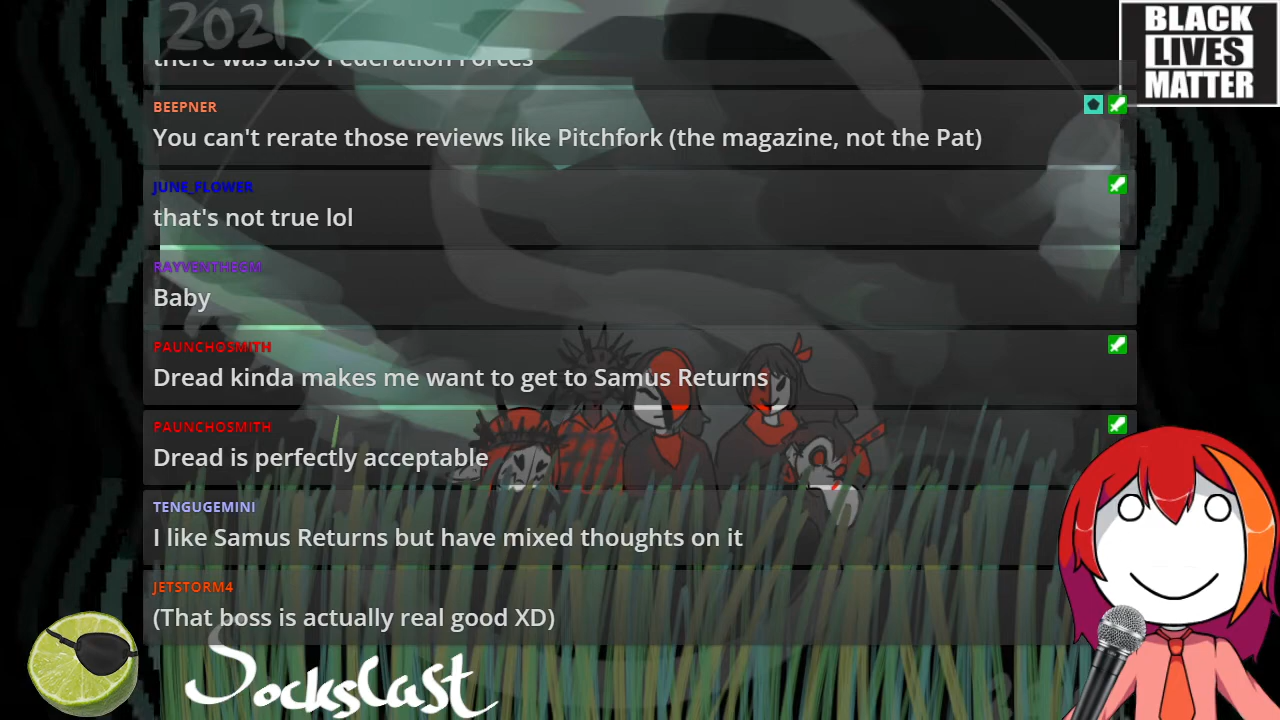 2021
BLACK
LIVES
MATTER
there was also Federation Forces
BEEPNER
You can't rerate those reviews like Pitchfork (the magazine, not the Pat)
JUNE_FLOWER
that's not true lol
RAYVENTHEGM
Baby
PAUNCHOSMITH
Dread kinda makes me want to get to Samus Returns
PAUNCHOSMITH
Dread is perfectly acceptable
TENGUGEMINI
I like Samus Returns but have mixed thoughts on it
JETSTORM4
(That boss is actually real good XD)
SocksCast